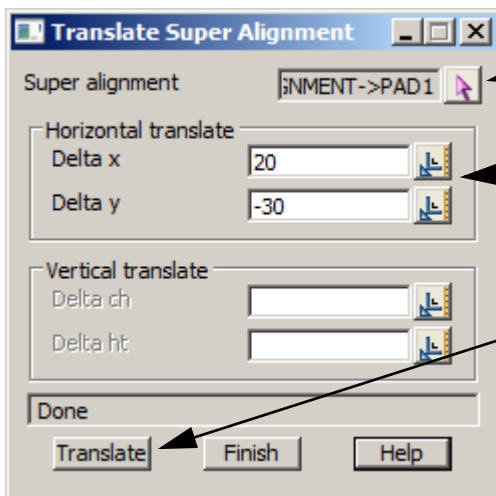 Translate Super Alignment
Super alignment GNMENT->PAD1
Horizontal translate
Delta x 20
Delta y -30
Vertical translate
Delta ch
Delta ht
Done
Translate Finish Help